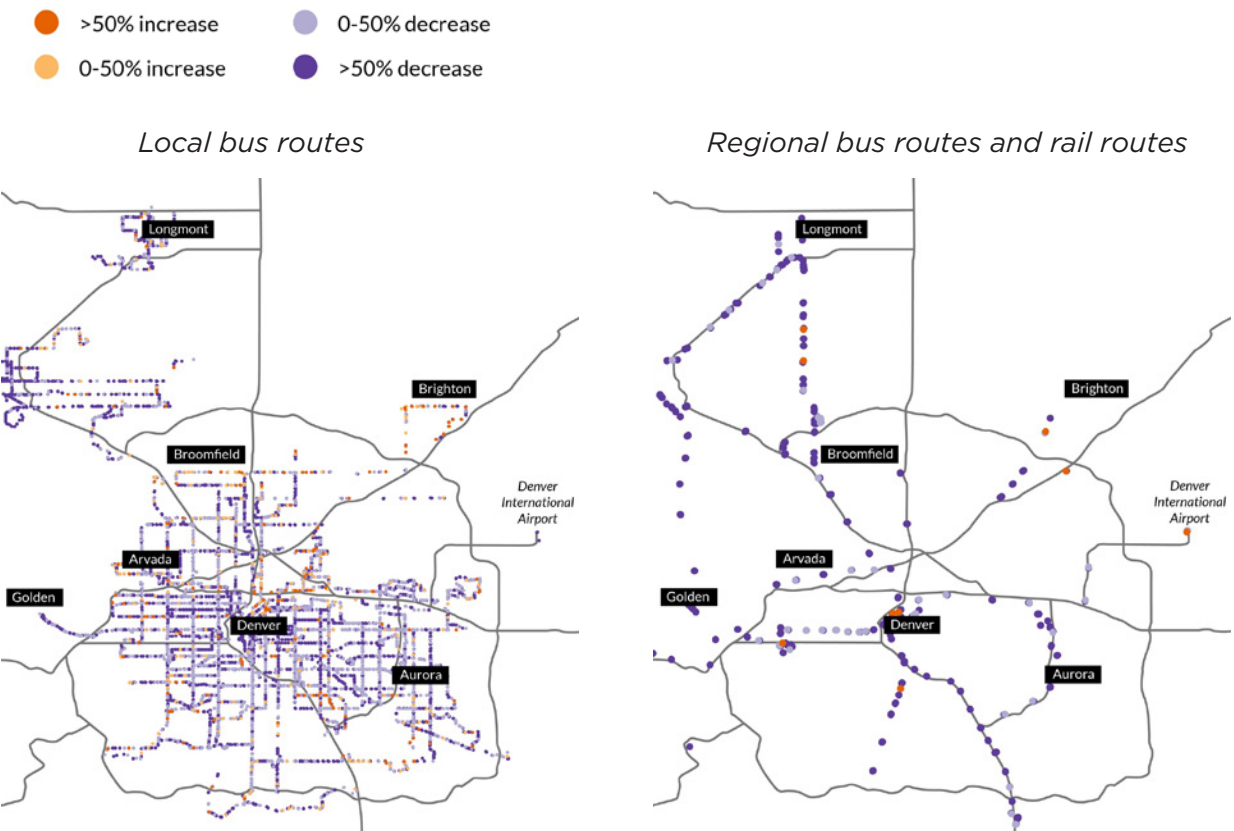 >50% increase
0-50% decrease
0-50% increase
>50% decrease
Local bus routes
Longmont
Brighton
Broomfield
Denver
International
Airport
Arvada
Golden
Denver
Aurora
Regional bus routes and rail routes
Longmont
Brighton
Broomfield
Denver
International
Airport
Arvada
Golden
Denver
Aurora